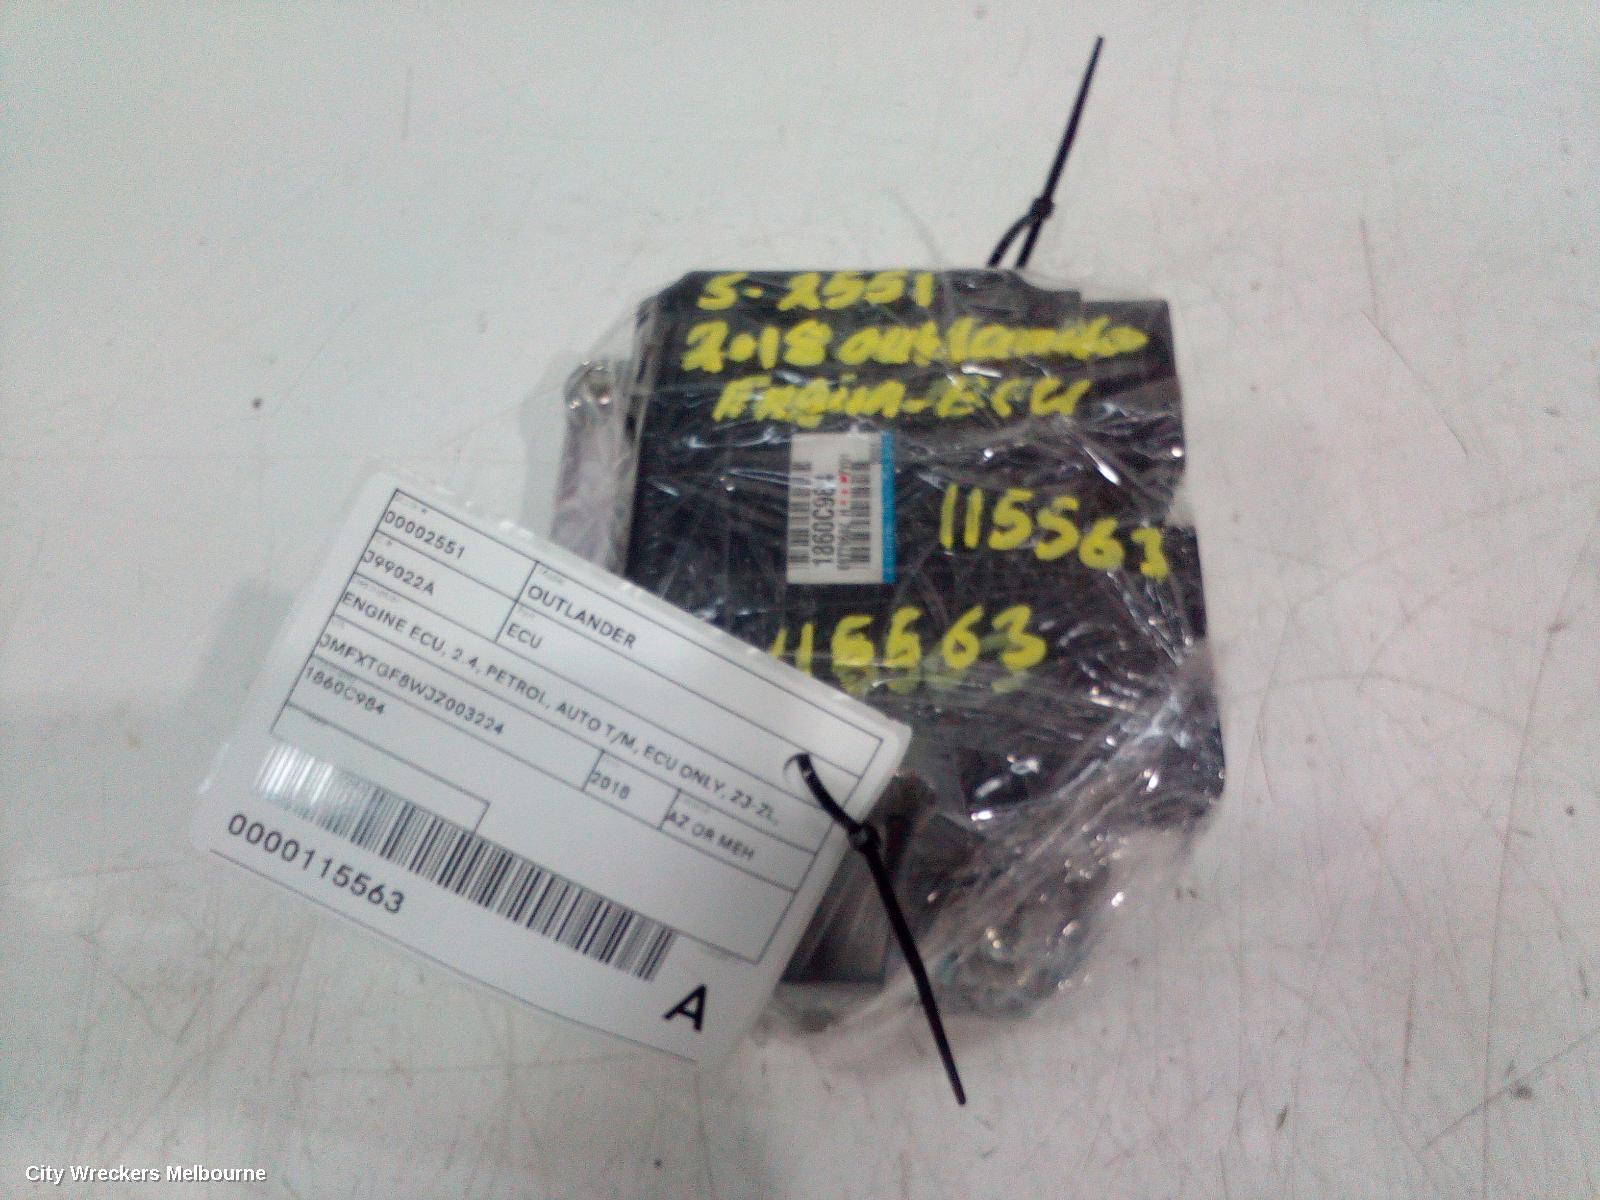 S-2551
2018 outlander
Engin-ECU
1860C984
115563
115563
00002551
OUTLANDER
J99022A
ECU
ENGINE ECU, 2.4, PETROL, AUTO T/M, ECU ONLY, ZJ-ZL,
JMFXTGF8WJZ003224
2018
AZ OR MEH
1860C984
0000115563
A
City Wreckers Melbourne